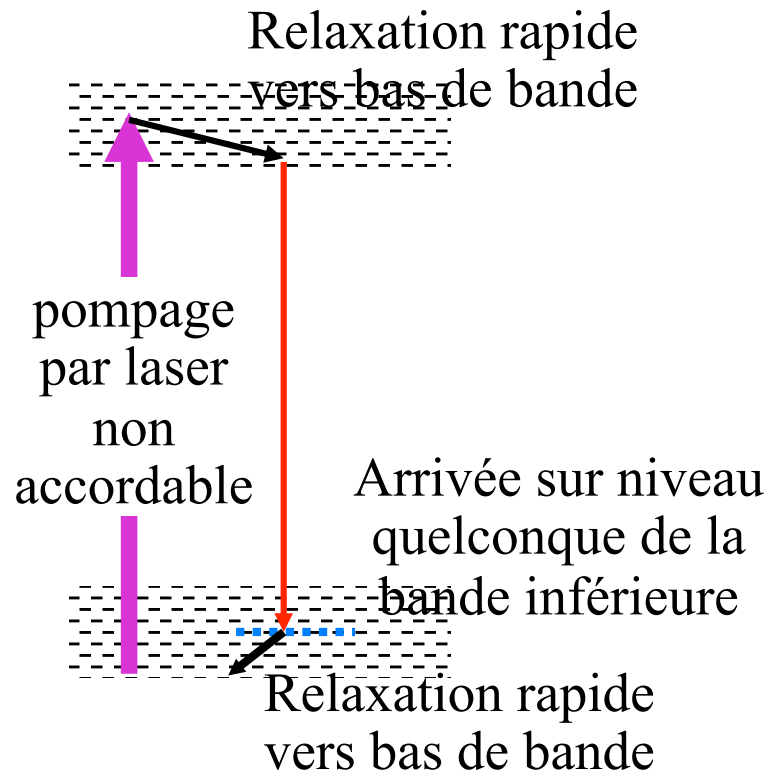 Relaxation rapide
vers bas de bande
pompage
par laser
non
accordable
Arrivée sur niveau
quelconque de la
bande inférieure
Relaxation rapide
vers bas de bande